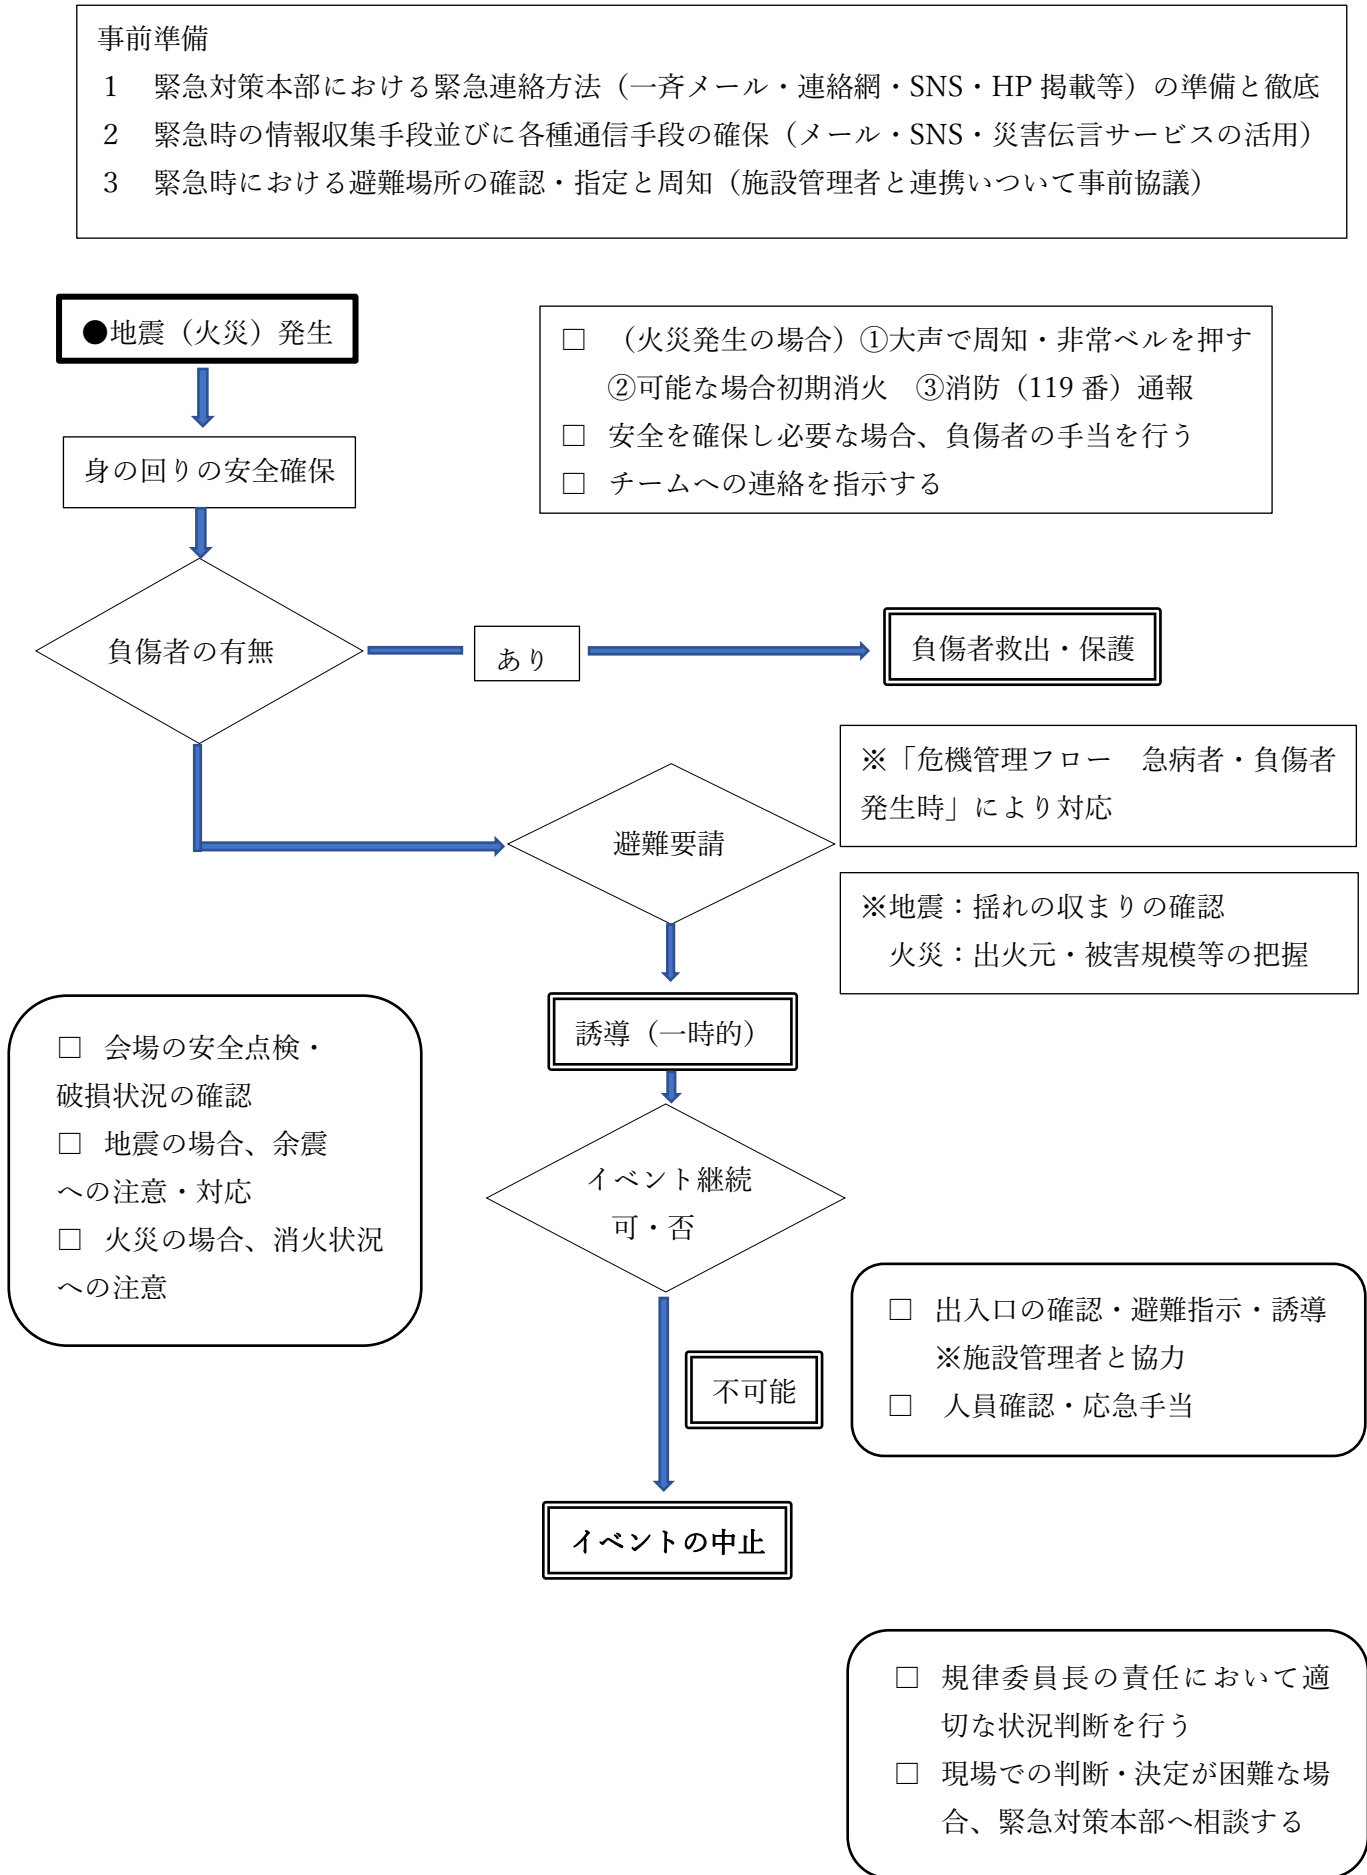 事前準備
1　緊急対策本部における緊急連絡方法（一斉メール・連絡網・SNS・HP 掲載等）の準備と徹底
2　緊急時の情報収集手段並びに各種通信手段の確保（メール・SNS・災害伝言サービスの活用）
3　緊急時における避難場所の確認・指定と周知（施設管理者と連携いついて事前協議）
●地震（火災）発生
□　（火災発生の場合）①大声で周知・非常ベルを押す
②可能な場合初期消火　③消防（119 番）通報
□　安全を確保し必要な場合、負傷者の手当を行う
□　チームへの連絡を指示する
身の回りの安全確保
負傷者の有無
あり
負傷者救出・保護
※「危機管理フロー　急病者・負傷者
発生時」により対応
避難要請
※地震：揺れの収まりの確認
火災：出火元・被害規模等の把握
誘導（一時的）
□　会場の安全点検・
破損状況の確認
□　地震の場合、余震
への注意・対応
□　火災の場合、消火状況
への注意
イベント継続
可・否
□　出入口の確認・避難指示・誘導
※施設管理者と協力
□　人員確認・応急手当
不可能
イベントの中止
□　規律委員長の責任において適
切な状況判断を行う
□　現場での判断・決定が困難な場
合、緊急対策本部へ相談する